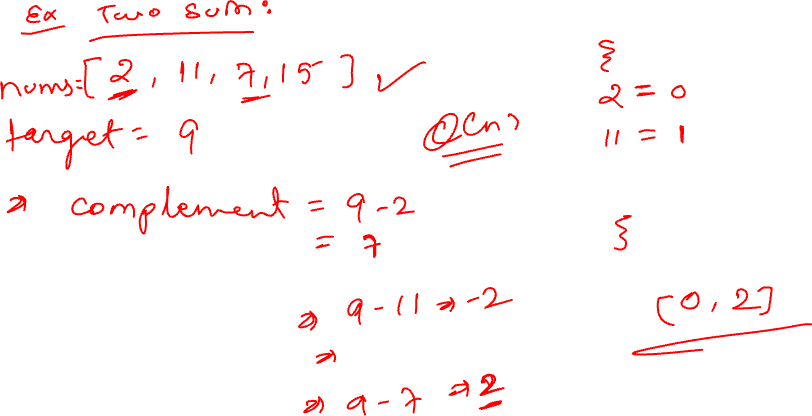 Ex Two Sum:
nums=[2, 11, 7, 15] ✓
target = 9
O(n)
{
2 = 0
11 = 1
}
⇒ complement = 9-2
= 7
⇒ 9-11 ⇒ -2
⇒
⇒ 9-7 ⇒ 2
[0, 2]